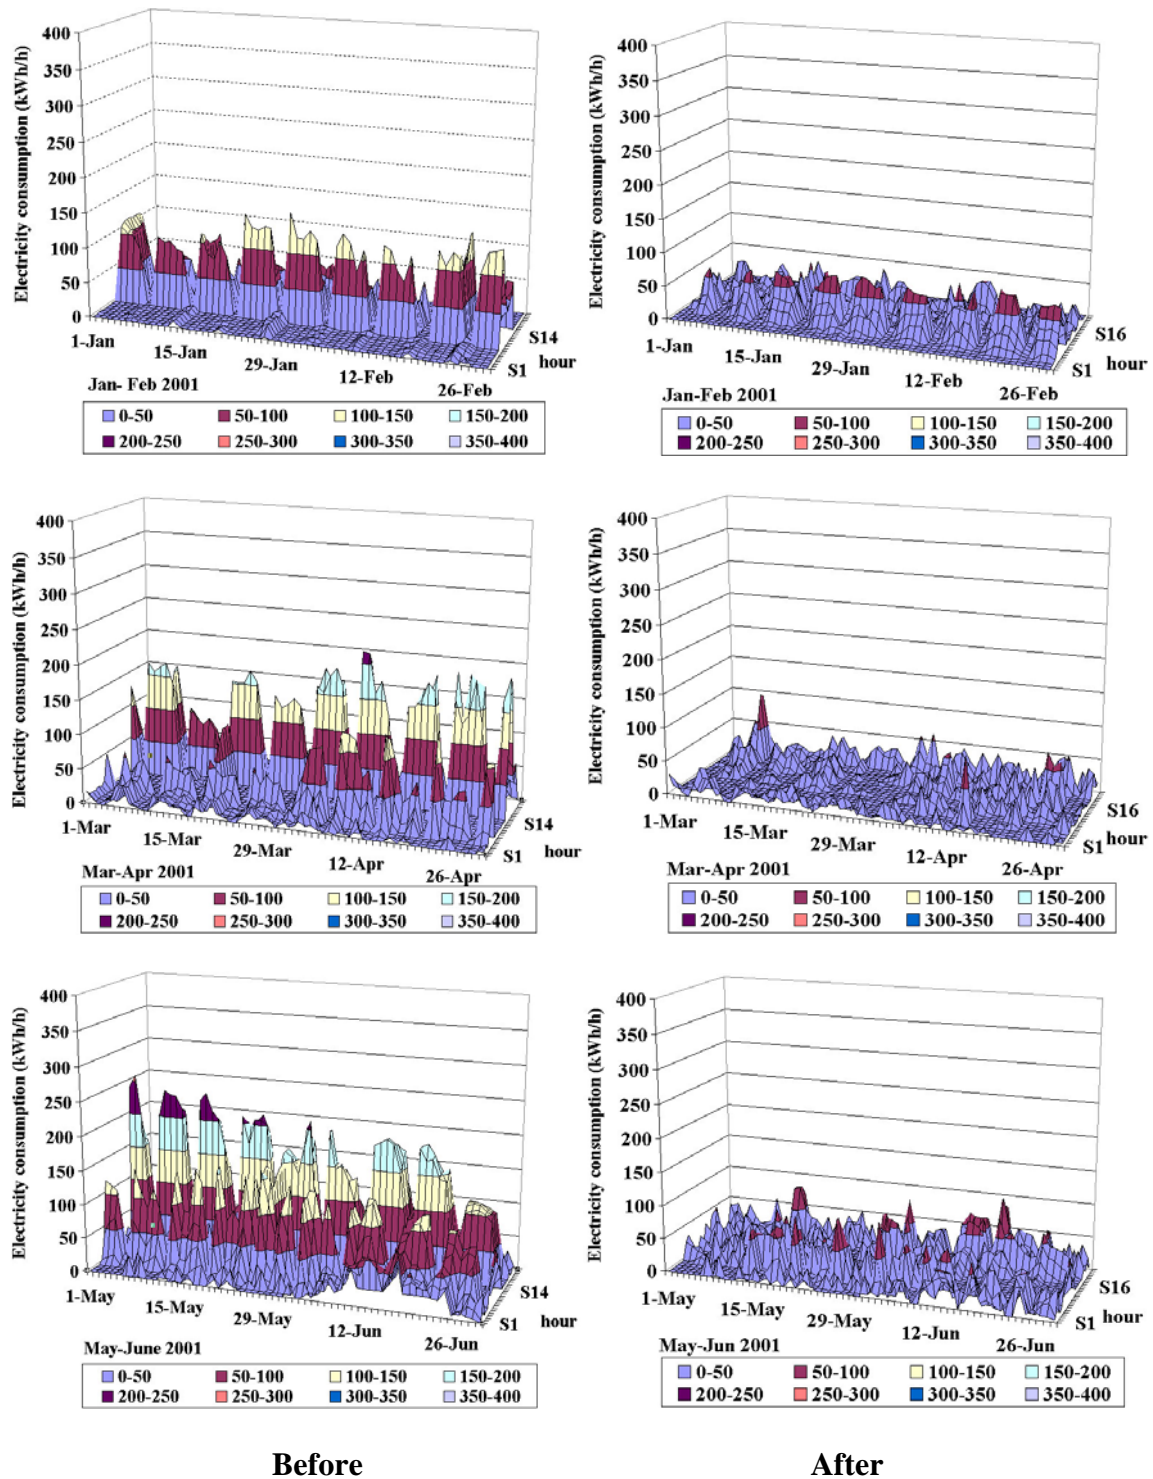 Electricity consumption (kWh/h)
400
350
300
250
200
150
100
50
0
1-Jan
15-Jan
29-Jan
12-Feb
26-Feb
S1
S14
hour
Jan- Feb 2001
0-50 50-100 100-150 150-200
200-250 250-300 300-350 350-400
Electricity consumption (kWh/h)
400
350
300
250
200
150
100
50
0
1-Jan
15-Jan
29-Jan
12-Feb
26-Feb
S1
S16
hour
Jan-Feb 2001
0-50 50-100 100-150 150-200
200-250 250-300 300-350 350-400
Electricity consumption (kWh/h)
400
350
300
250
200
150
100
50
0
1-Mar
15-Mar
29-Mar
12-Apr
26-Apr
S1
S14
hour
Mar-Apr 2001
0-50 50-100 100-150 150-200
200-250 250-300 300-350 350-400
Electricity consumption (kWh/h)
400
350
300
250
200
150
100
50
0
1-Mar
15-Mar
29-Mar
12-Apr
26-Apr
S1
S16
hour
Mar-Apr 2001
0-50 50-100 100-150 150-200
200-250 250-300 300-350 350-400
Electricity consumption (kWh/h)
400
350
300
250
200
150
100
50
0
1-May
15-May
29-May
12-Jun
26-Jun
S1
S14
hour
May-June 2001
0-50 50-100 100-150 150-200
200-250 250-300 300-350 350-400
Electricity consumption (kWh/h)
400
350
300
250
200
150
100
50
0
1-May
15-May
29-May
12-Jun
26-Jun
S1
S16
hour
May-Jun 2001
0-50 50-100 100-150 150-200
200-250 250-300 300-350 350-400
Before
After